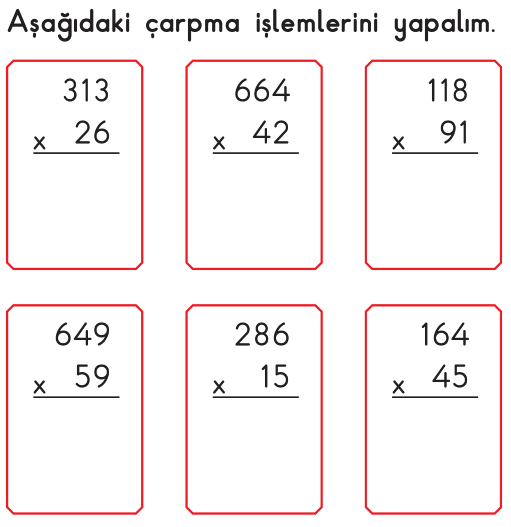 Aşağıdaki çarpma işlemlerini yapalım.
313
x 26
664
x 42
118
x 91
649
x 59
286
x 15
164
x 45